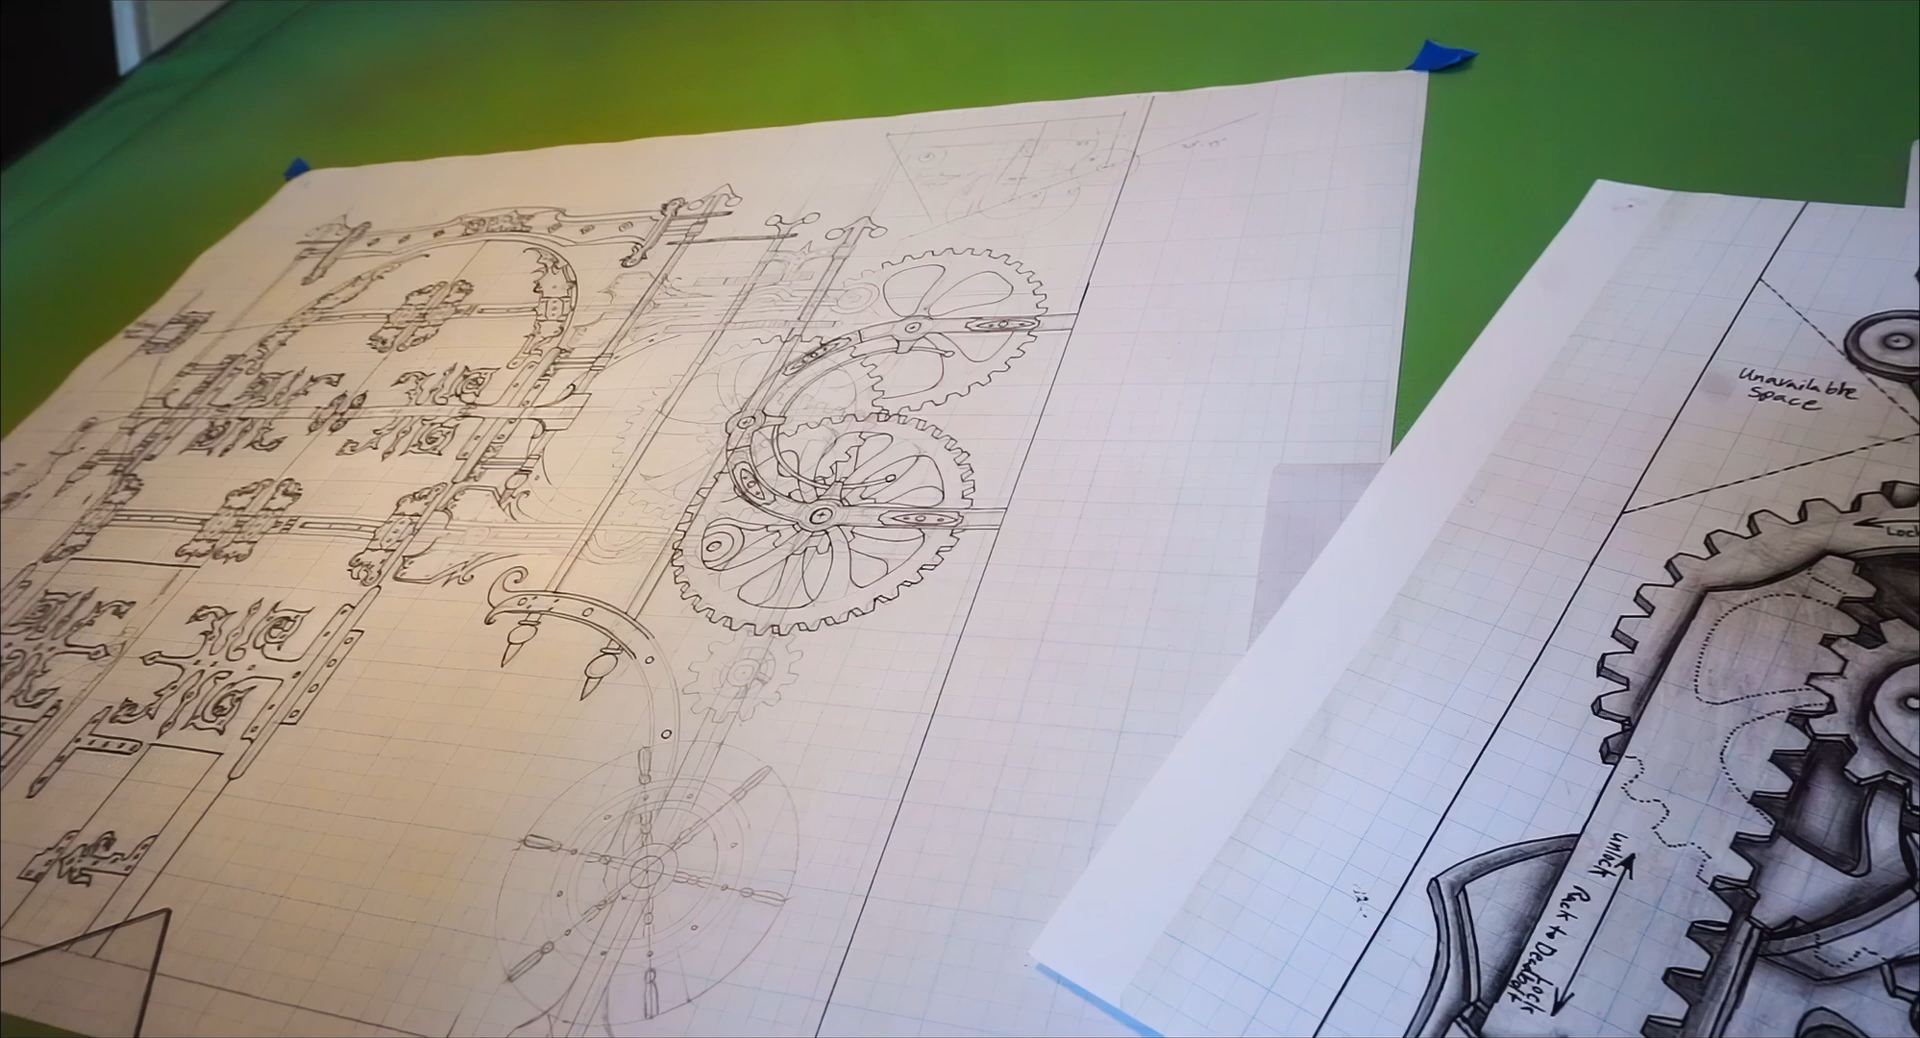 Unavailable
space
Lock
unlock
Rack to Deadbolt
Lock